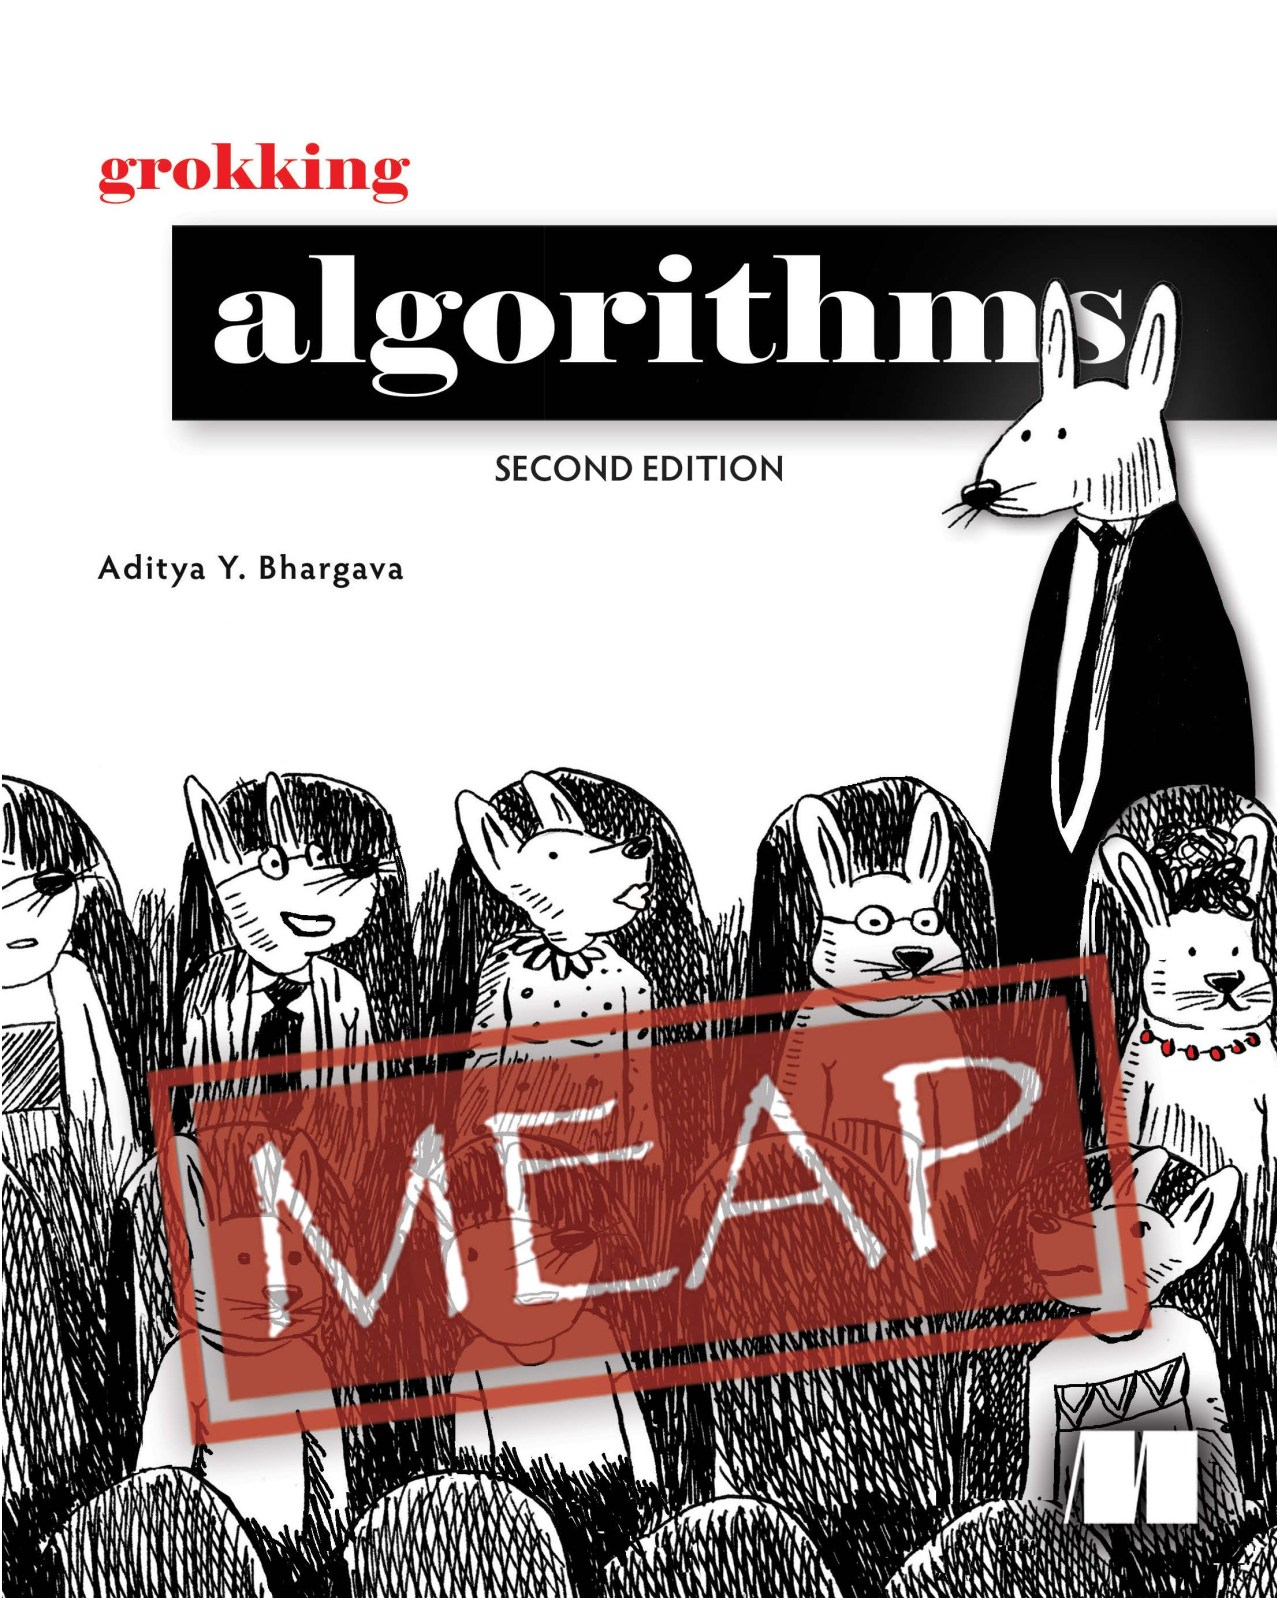 grokking
algorithms
SECOND EDITION
Aditya Y. Bhargava
MEAP